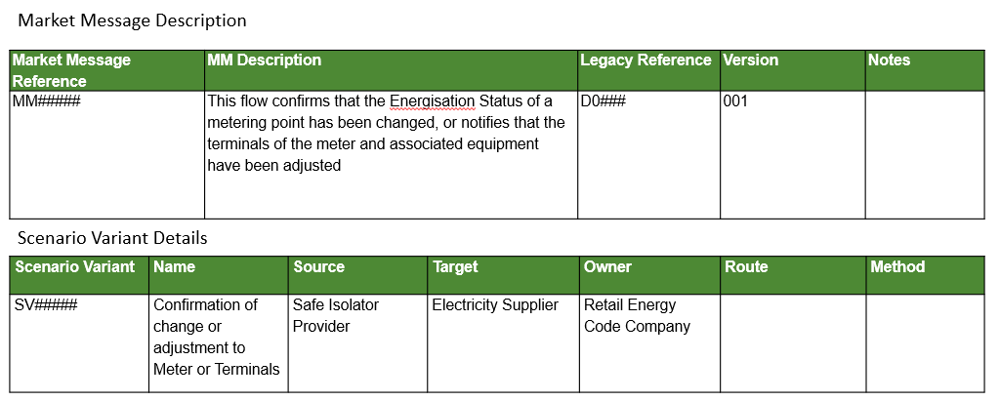 Market Message Description
Market Message Reference MM Description Legacy Reference Version Notes
MM##### This flow confirms that the Energisation Status of a D0### 001
metering point has been changed, or notifies that the
terminals of the meter and associated equipment
have been adjusted
Scenario Variant Details
Scenario Variant Name Source Target Owner Route Method
SV##### Confirmation of Safe Isolator Electricity Supplier Retail Energy
change or Provider Code Company
adjustment to
Meter or Terminals